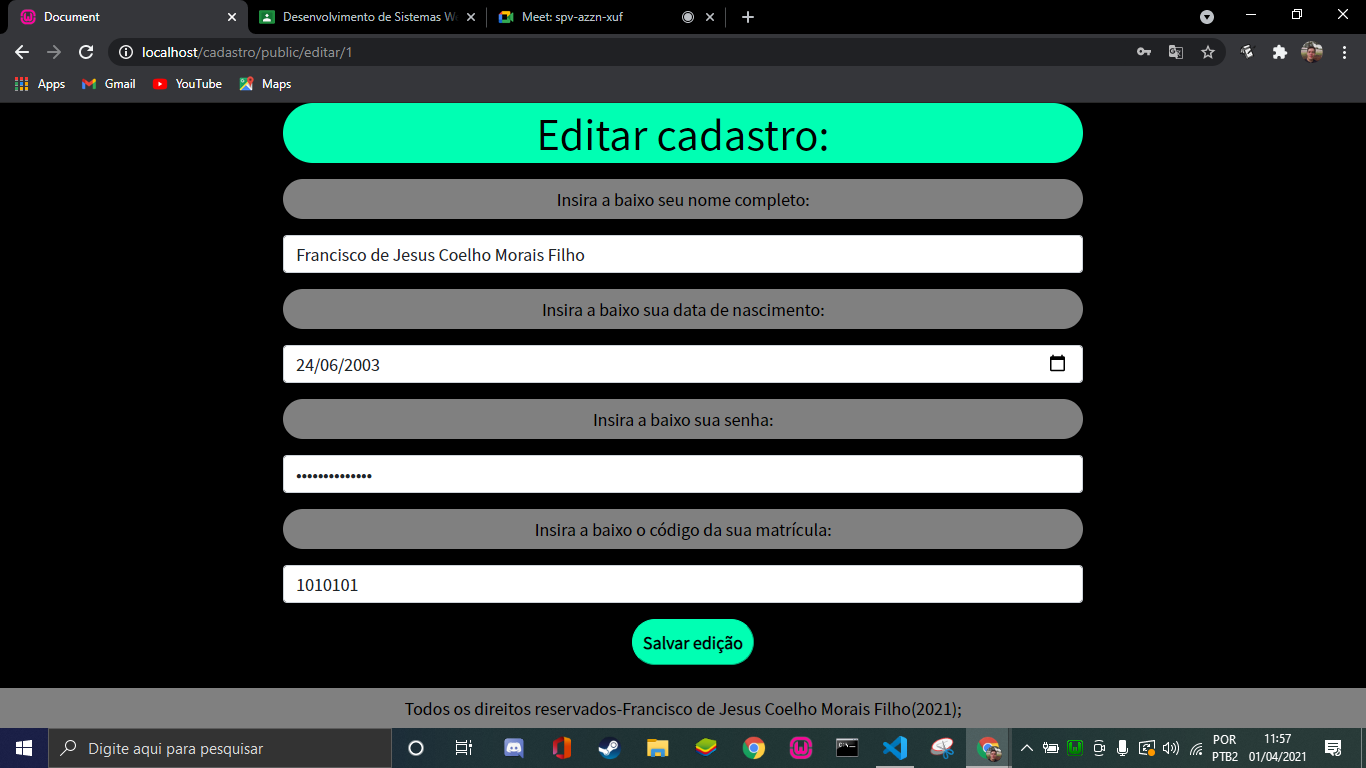 Document
Desenvolvimento de Sistemas W
Meet: spv-azzn-xuf
localhost/cadastro/public/editar/1
Apps
Gmail
YouTube
Maps
Editar cadastro:
Insira a baixo seu nome completo:
Francisco de Jesus Coelho Morais Filho
Insira a baixo sua data de nascimento:
24/06/2003
Insira a baixo sua senha:
••••••••••••••
Insira a baixo o código da sua matrícula:
1010101
Salvar edição
Todos os direitos reservados-Francisco de Jesus Coelho Morais Filho(2021);
Digite aqui para pesquisar
POR
PTB2
11:57
01/04/2021